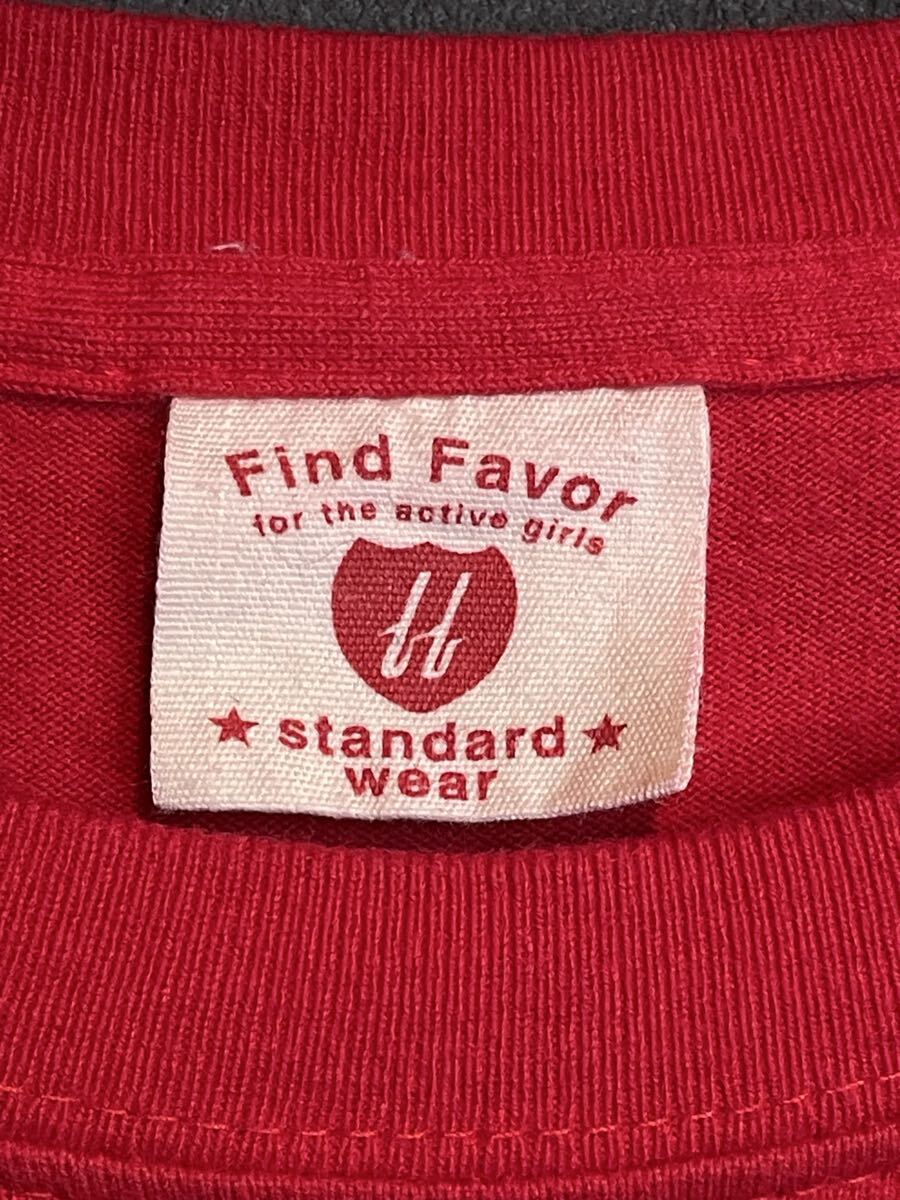 Find Favor
for the active girls
ff
★ standard ★
wear